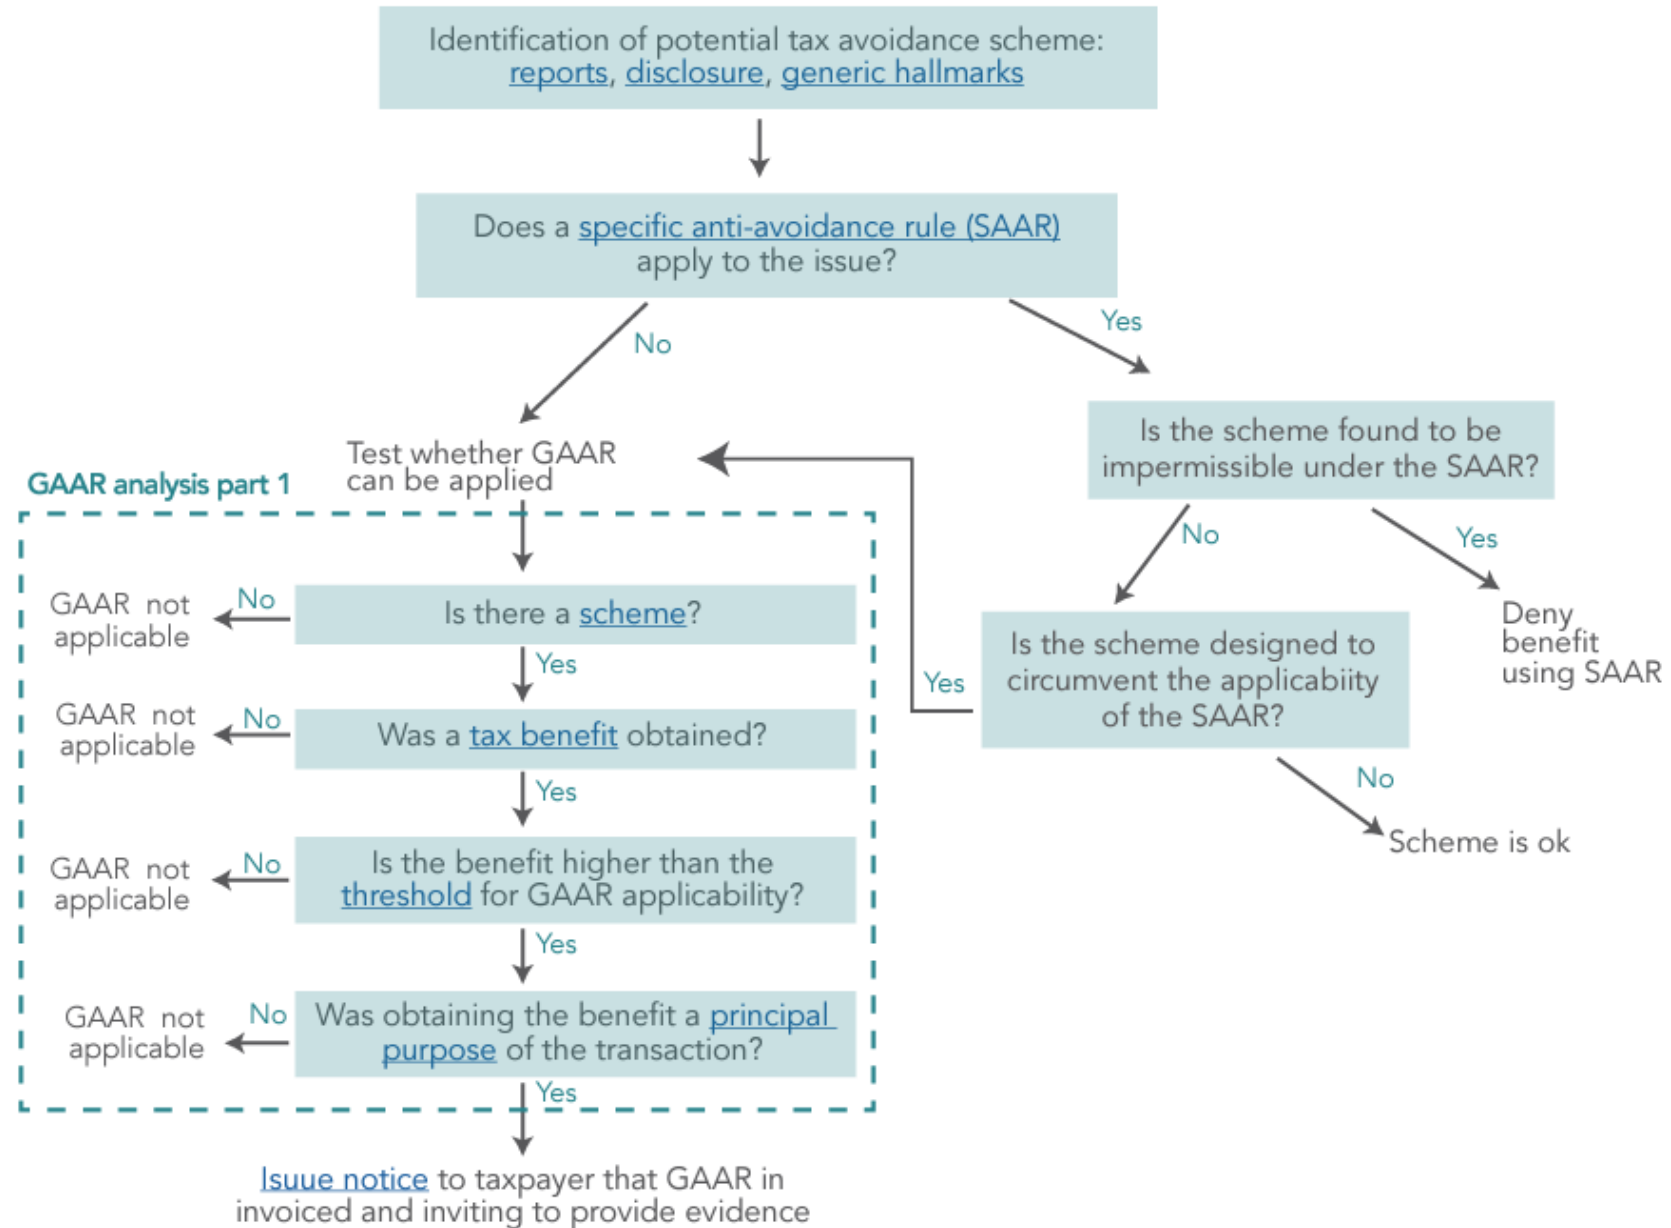 Identification of potential tax avoidance scheme:
reports, disclosure, generic hallmarks
Does a specific anti-avoidance rule (SAAR)
apply to the issue?
No
Yes
Test whether GAAR
can be applied
Is the scheme found to be
impermissible under the SAAR?
No
Yes
Deny
benefit
using SAAR
Is the scheme designed to
circumvent the applicabiity
of the SAAR?
Yes
No
Scheme is ok
GAAR analysis part 1
Is there a scheme?
No
GAAR not
applicable
Yes
Was a tax benefit obtained?
No
GAAR not
applicable
Yes
Is the benefit higher than the
threshold for GAAR applicability?
No
GAAR not
applicable
Yes
Was obtaining the benefit a principal
purpose of the transaction?
No
GAAR not
applicable
Yes
Isuue notice to taxpayer that GAAR in
invoiced and inviting to provide evidence